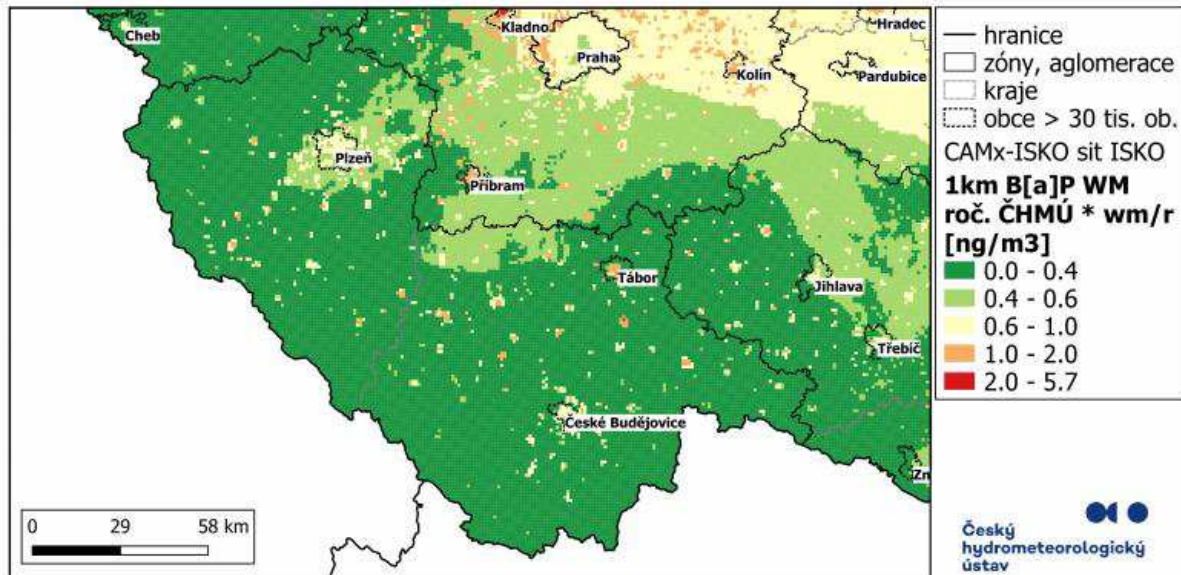 Cheb
Kladno
Praha
Hradec
Kolín
Pardubice
Plzeň
Příbram
Tábor
Jihlava
Třebíč
České Budějovice
Zn
0 29 58 km
hranice
zóny, aglomerace
kraje
obce > 30 tis. ob.
CAMx-ISKO sit ISKO
1km B[a]P WM
roč. ČHMÚ * wm/r
[ng/m3]
0.0 - 0.4
0.4 - 0.6
0.6 - 1.0
1.0 - 2.0
2.0 - 5.7
Český
hydrometeorologický
ústav